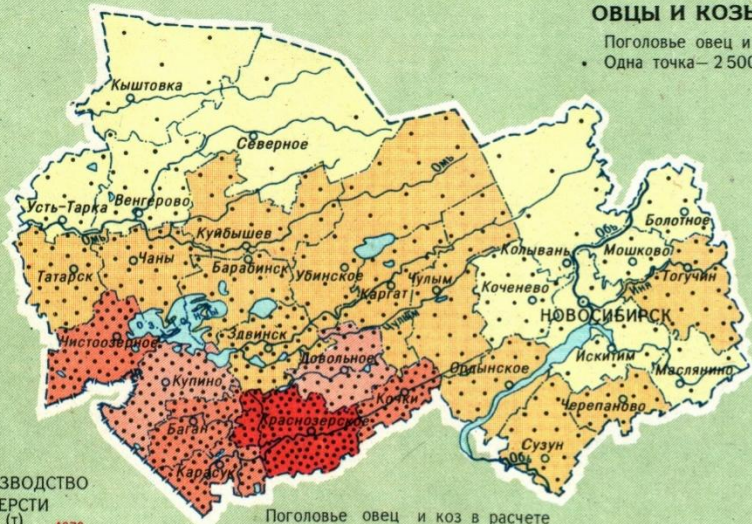 ОВЦЫ И КОЗЫ
Поголовье овец и
Одна точка— 2 500
Кыштовка
Северное
Омь
Усть-Тарка
Венгерово
Омь
Куйбышев
Обь
Болотное
Чаны
Татарск
Барабинск
Убинское
Колывань
Мошково
Тогучин
Каргат
Чулым
Коченево
Иня
НОВОСИБИРСК
Чистоозерное
Здвинск
Чулым
Искитим
Довольное
Маслянино
Купино
Ордынское
Кочки
Черепаново
Баган
Краснозерское
Карасук
Сузун
Обь
ЗВОДСТВО
ЕРСТИ
(т)
Поголовье овец и коз в расчете